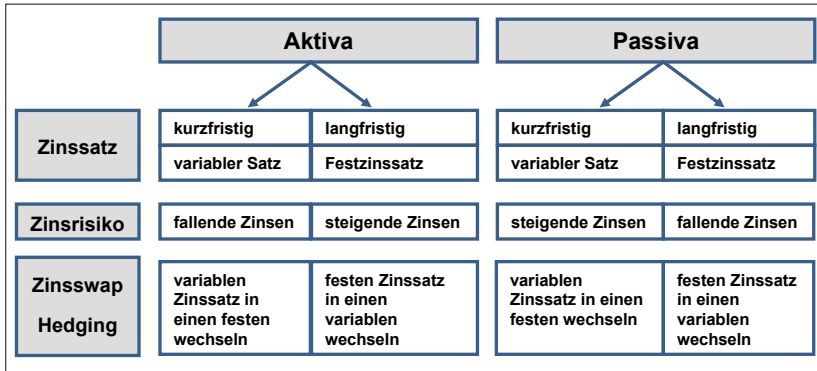 Aktiva
Passiva
Zinssatz
kurzfristig
langfristig
kurzfristig
langfristig
variabler Satz
Festzinssatz
variabler Satz
Festzinssatz
Zinsrisiko
fallende Zinsen
steigende Zinsen
steigende Zinsen
fallende Zinsen
Zinsswap
Hedging
variablen
Zinssatz in
einen festen
wechseln
festen Zinssatz
in einen
variablen
wechseln
variablen
Zinssatz in einen
festen wechseln
festen Zinssatz
in einen
variablen
wechseln